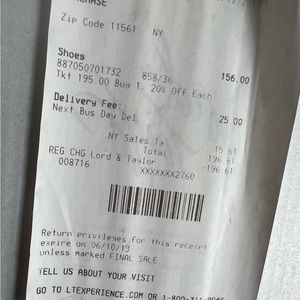 Zip Code 11561 NY
Shoes
887050701732 858/36 156.00
Tkt 195.00 Buy 1, 20% Off Each
Delivery Fee:
Next Bus Day Del 25.00
NY Sales Tax 15.61
Total 196.61
REG CHG Lord & Taylor -196.61
008716 XXXXXXX2760
Return privileges for this receipt
expire on 06/10/13
unless marked FINAL SALE.
TELL US ABOUT YOUR VISIT
GO TO LTEXPERIENCE.COM OR